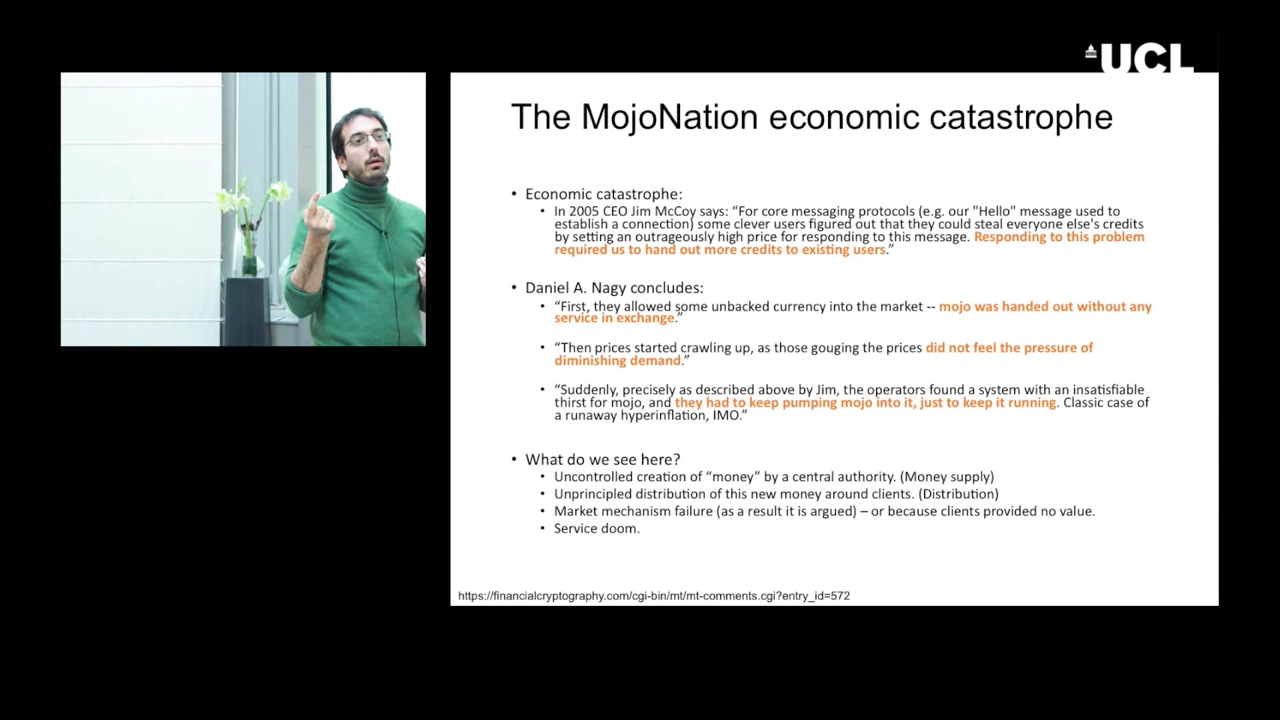 UCL
The MojoNation economic catastrophe
• Economic catastrophe:
• In 2005 CEO Jim McCoy says: “For core messaging protocols (e.g. our "Hello" message used to
establish a connection) some clever users figured out that they could steal everyone else's credits
by setting an outrageously high price for responding to this message. Responding to this problem
required us to hand out more credits to existing users.”
• Daniel A. Nagy concludes:
• “First, they allowed some unbacked currency into the market -- mojo was handed out without any
service in exchange.”
• “Then prices started crawling up, as those gouging the prices did not feel the pressure of
diminishing demand.”
• “Suddenly, precisely as described above by Jim, the operators found a system with an insatisfiable
thirst for mojo, and they had to keep pumping mojo into it, just to keep it running. Classic case of
a runaway hyperinflation, IMO.”
• What do we see here?
• Uncontrolled creation of “money” by a central authority. (Money supply)
• Unprincipled distribution of this new money around clients. (Distribution)
• Market mechanism failure (as a result it is argued) – or because clients provided no value.
• Service doom.
https://financialcryptography.com/cgi-bin/mt/mt-comments.cgi?entry_id=572